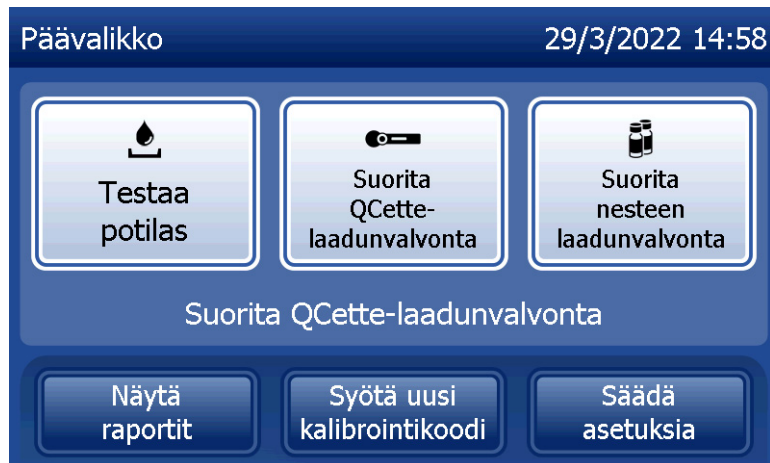 Päävalikko 29/3/2022 14:58
Testaa
potilas
Suorita
QCette-
laadunvalvonta
Suorita
nesteen
laadunvalvonta
Suorita QCette-laadunvalvonta
Näytä
raportit
Syötä uusi
kalibrointikoodi
Säädä
asetuksia